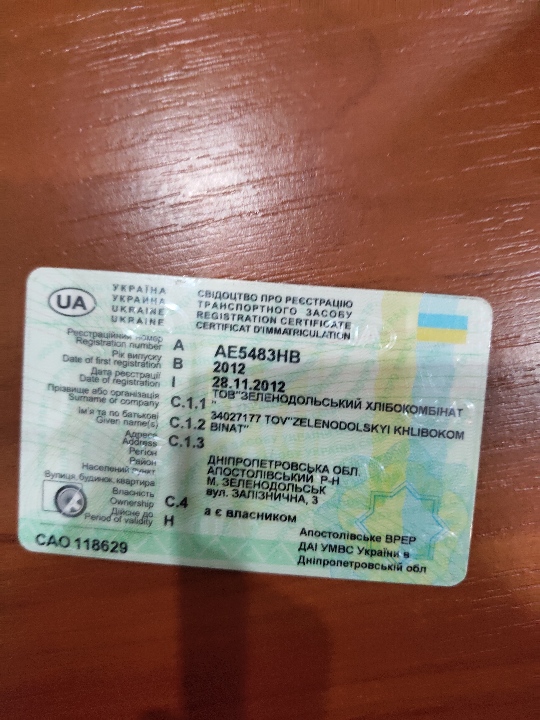 UA
УКРАЇНА
УКРАИНА
UKRAINE
UKRAINE
СВІДОЦТВО ПРО РЕЄСТРАЦІЮ
ТРАНСПОРТНОГО ЗАСОБУ
REGISTRATION CERTIFICATE
CERTIFICAT D'IMMATRICULATION
Реєстраційний номер
Registration number A AE5483HB
Рік випуску
Date of first registration B 2012
Дата реєстрації
Date of registration I 28.11.2012
Прізвище або організація
Surname or company C.1.1 ТОВ"ЗЕЛЕНОДОЛЬСЬКИЙ ХЛІБОКОМБІНАТ
"
Ім'я та по батькові
Given name(s) C.1.2 34027177 TOV"ZELENODOLSKYI KHLIBOKOM
BINAT"
Адреса
Address C.1.3
Регіон ДНІПРОПЕТРОВСЬКА ОБЛ.
Район АПОСТОЛІВСЬКИЙ Р-Н
Населений пункт М. ЗЕЛЕНОДОЛЬСЬК
Вулиця, будинок, квартира вул. ЗАЛІЗНИЧНА, 3
Власність
Ownership C.4 а є власником
Дійсне до
Period of validity H
Апостолівське ВРЕР
ДАІ УМВС України в
Дніпропетровській обл
CAO 118629